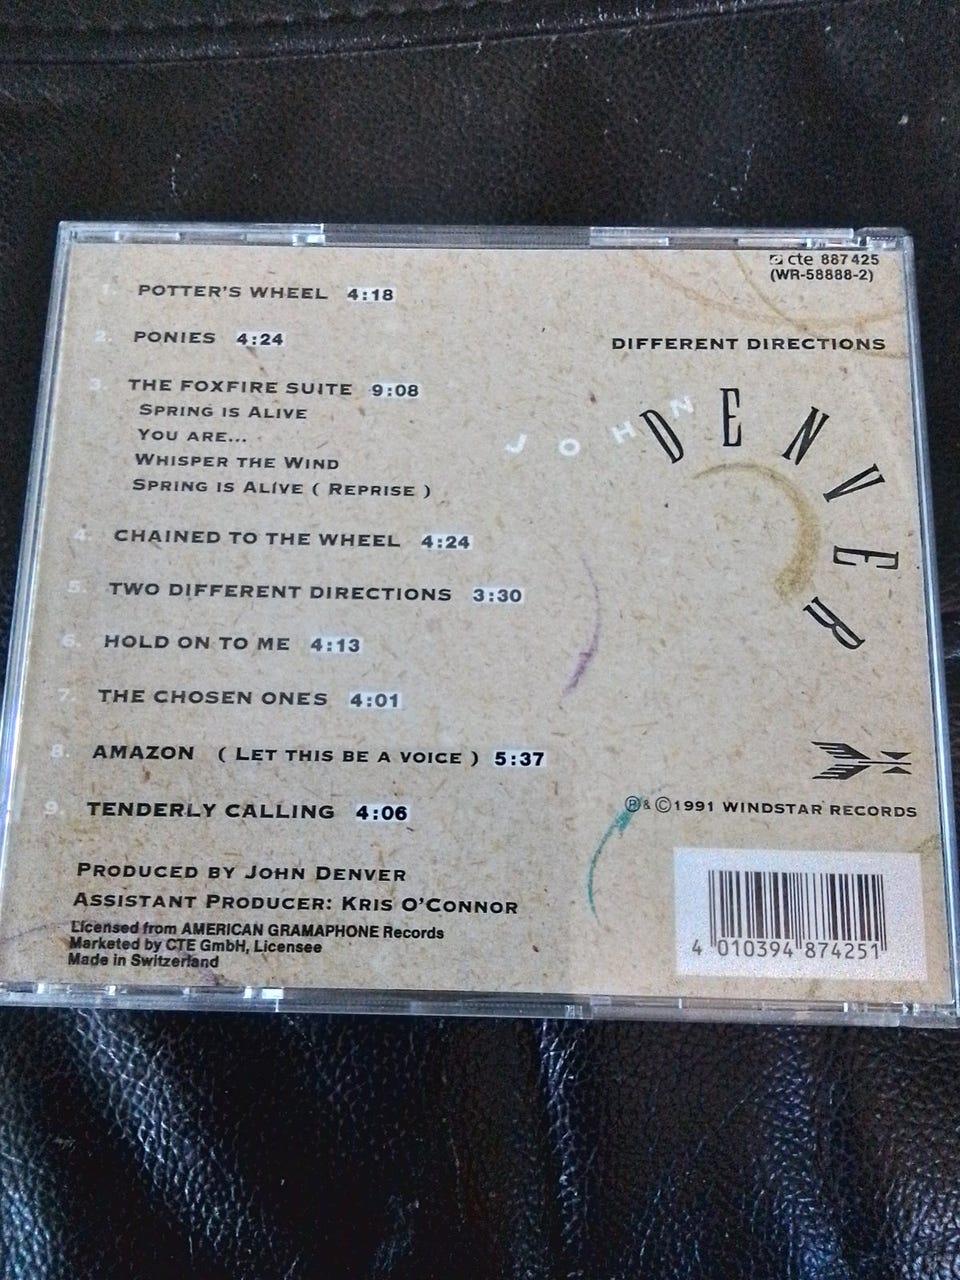 cte 887 425
(WR-58888-2)
DIFFERENT DIRECTIONS
JOHN DENVER
1. POTTER'S WHEEL 4:18
2. PONIES 4:24
3. THE FOXFIRE SUITE 9:08
SPRING IS ALIVE
YOU ARE...
WHISPER THE WIND
SPRING IS ALIVE ( REPRISE )
4. CHAINED TO THE WHEEL 4:24
5. TWO DIFFERENT DIRECTIONS 3:30
6. HOLD ON TO ME 4:13
7. THE CHOSEN ONES 4:01
8. AMAZON ( LET THIS BE A VOICE ) 5:37
9. TENDERLY CALLING 4:06
PRODUCED BY JOHN DENVER
ASSISTANT PRODUCER: KRIS O'CONNOR
Licensed from AMERICAN GRAMAPHONE Records
Marketed by CTE GmbH, Licensee
Made in Switzerland
℗ & ©1991 WINDSTAR RECORDS
4 010394 874251